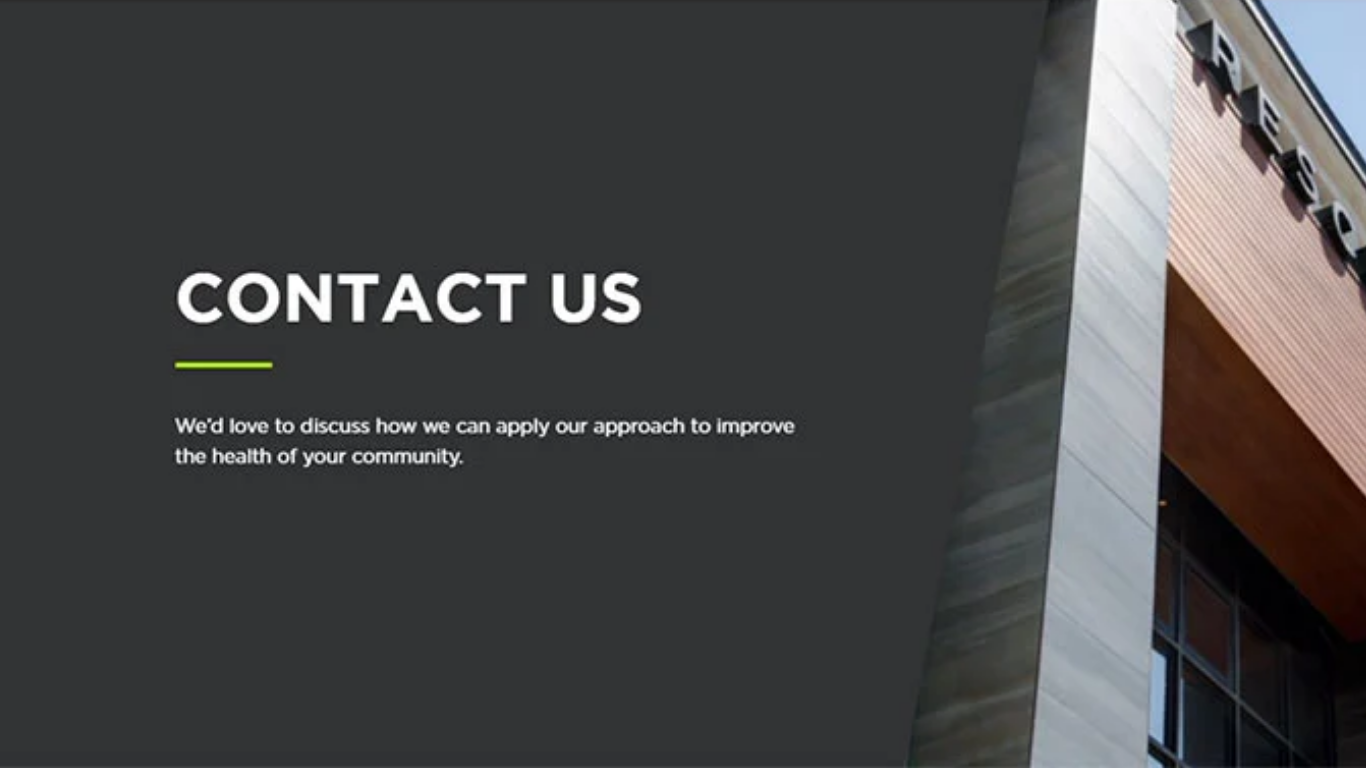 CONTACT US
We'd love to discuss how we can apply our approach to improve
the health of your community.
RESO